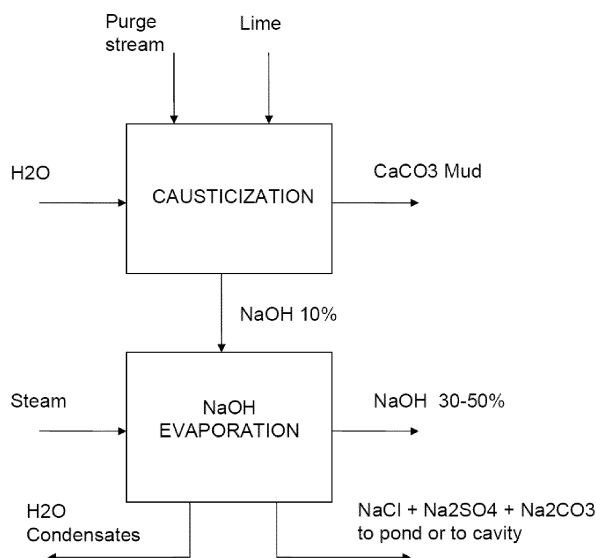 Purge
stream
Lime
H2O
CAUSTICIZATION
CaCO3 Mud
NaOH 10%
Steam
NaOH
EVAPORATION
NaOH 30-50%
H2O
Condensates
NaCl + Na2SO4 + Na2CO3
to pond or to cavity